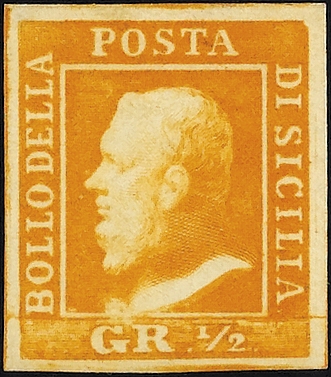 BOLLO DELLA
POSTA
DI SICILIA
GR. ½.